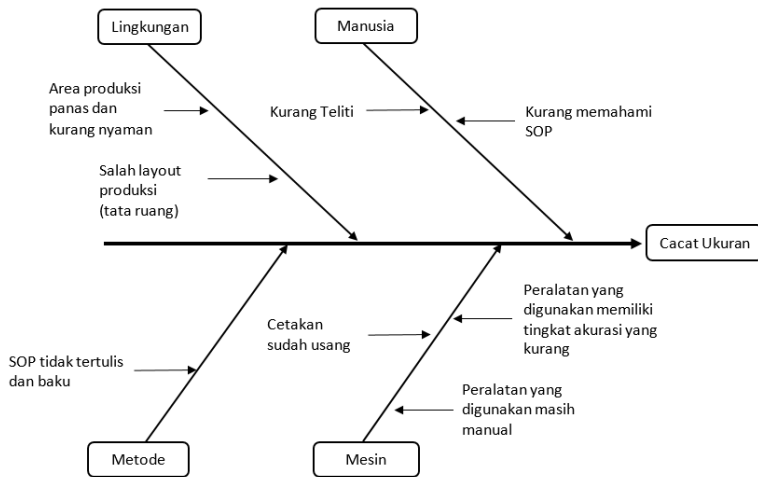 Lingkungan
Manusia
Area produksi
panas dan
kurang nyaman
Kurang Teliti
Kurang memahami
SOP
Salah layout
produksi
(tata ruang)
Cacat Ukuran
Peralatan yang
digunakan memiliki
tingkat akurasi yang
kurang
Cetakan
sudah usang
SOP tidak tertulis
dan baku
Peralatan yang
digunakan masih
manual
Metode
Mesin